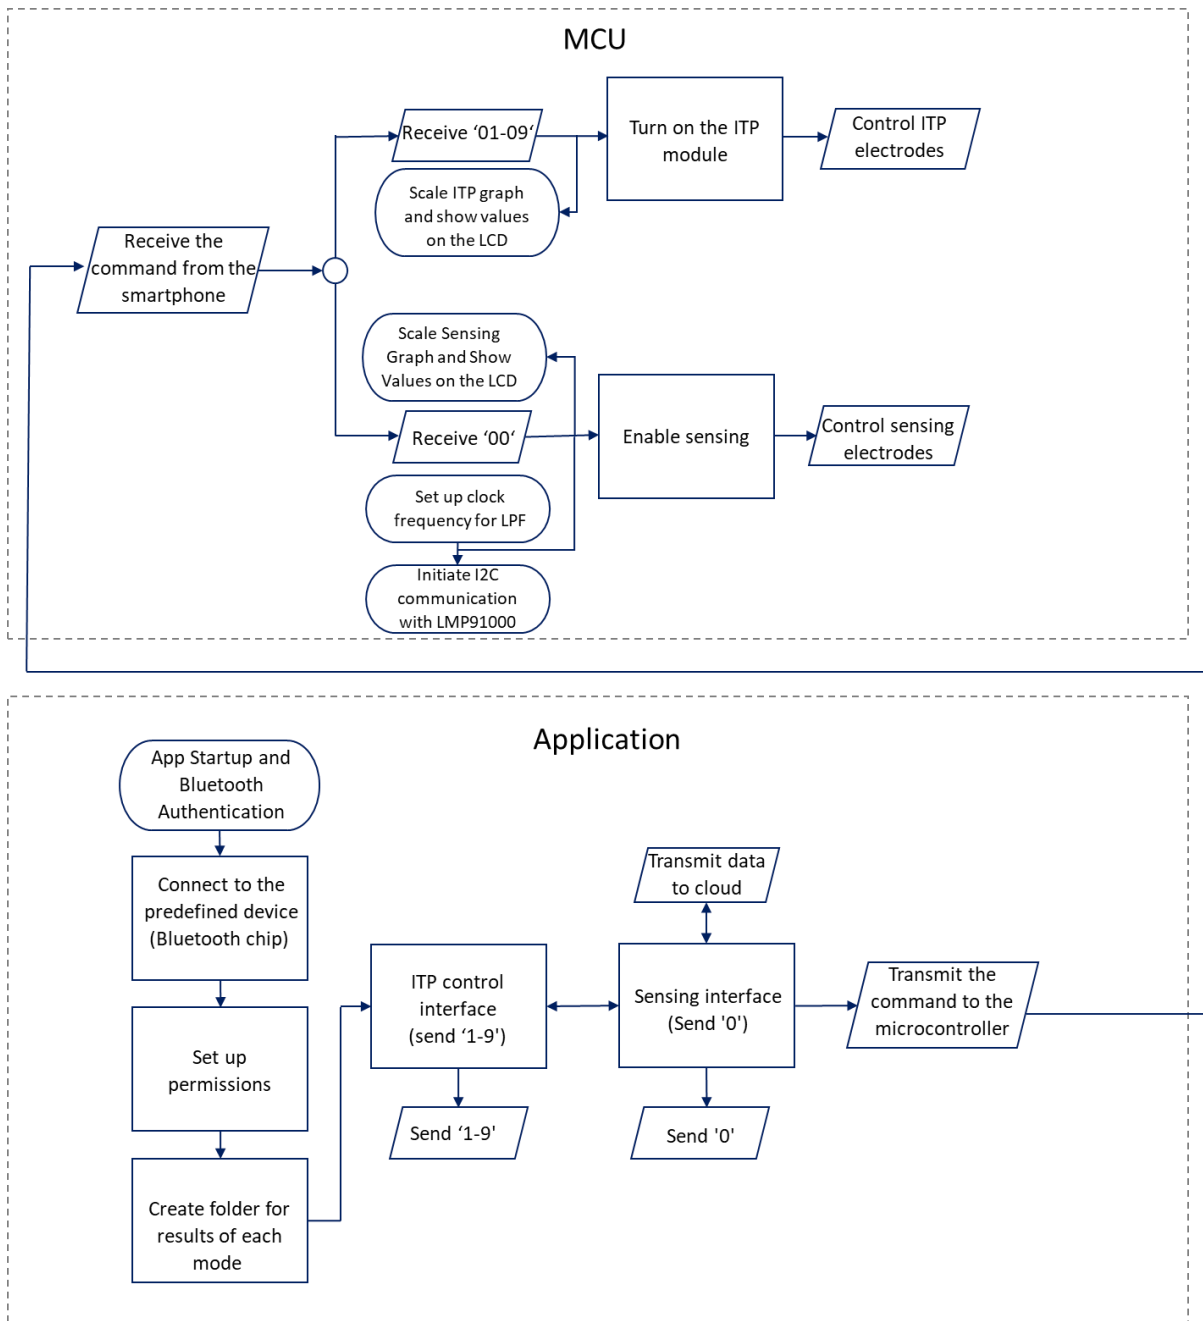 MCU
Receive ‘01-09‘
Turn on the ITP
module
Control ITP
electrodes
Scale ITP graph
and show values
on the LCD
Receive the
command from the
smartphone
Scale Sensing
Graph and Show
Values on the LCD
Receive ‘00‘
Enable sensing
Control sensing
electrodes
Set up clock
frequency for LPF
Initiate I2C
communication
with LMP91000
Application
App Startup and
Bluetooth
Authentication
Connect to the
predefined device
(Bluetooth chip)
Set up
permissions
Create folder for
results of each
mode
ITP control
interface
(send ‘1-9')
Send ‘1-9'
Transmit data
to cloud
Sensing interface
(Send '0')
Send '0'
Transmit the
command to the
microcontroller